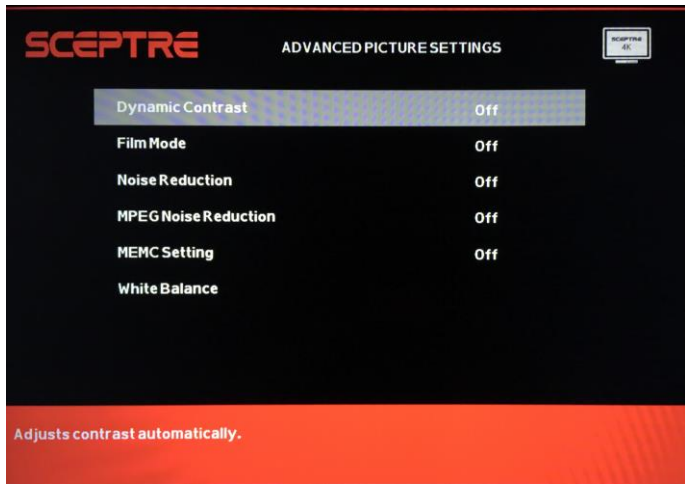 SCEPTRE
ADVANCED PICTURE SETTINGS
SCEPTRE
4K
Dynamic Contrast Off
Film Mode Off
Noise Reduction Off
MPEG Noise Reduction Off
MEMC Setting Off
White Balance
Adjusts contrast automatically.